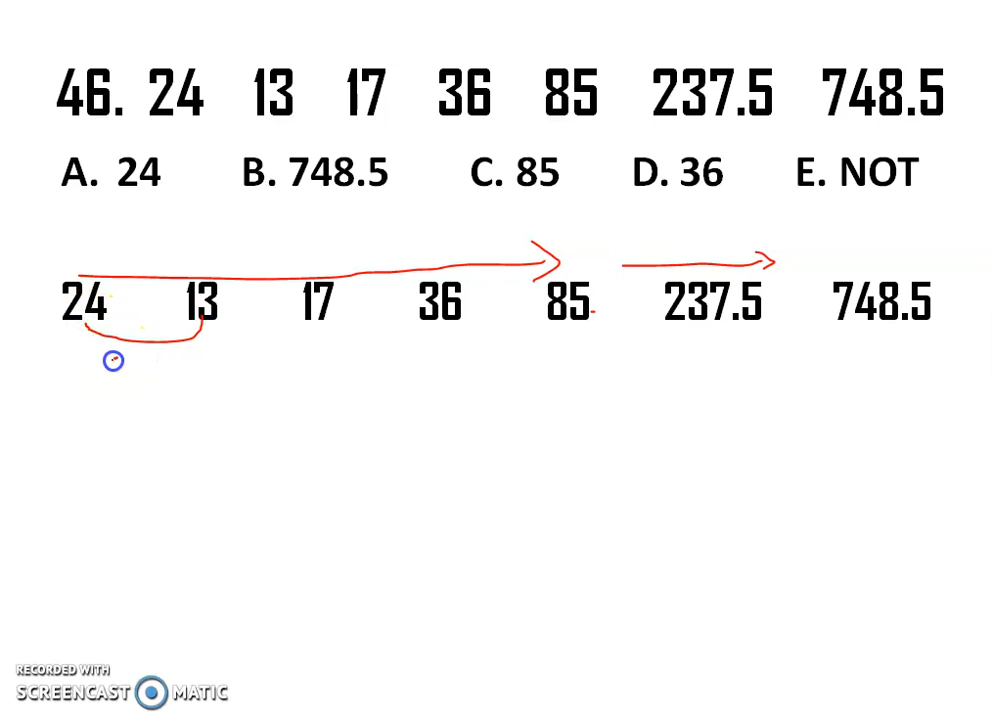 46. 24 13 17 36 85 237.5 748.5
A. 24 B. 748.5 C. 85 D. 36 E. NOT
24 13 17 36 85 237.5 748.5
RECORDED WITH
SCREENCAST MATIC